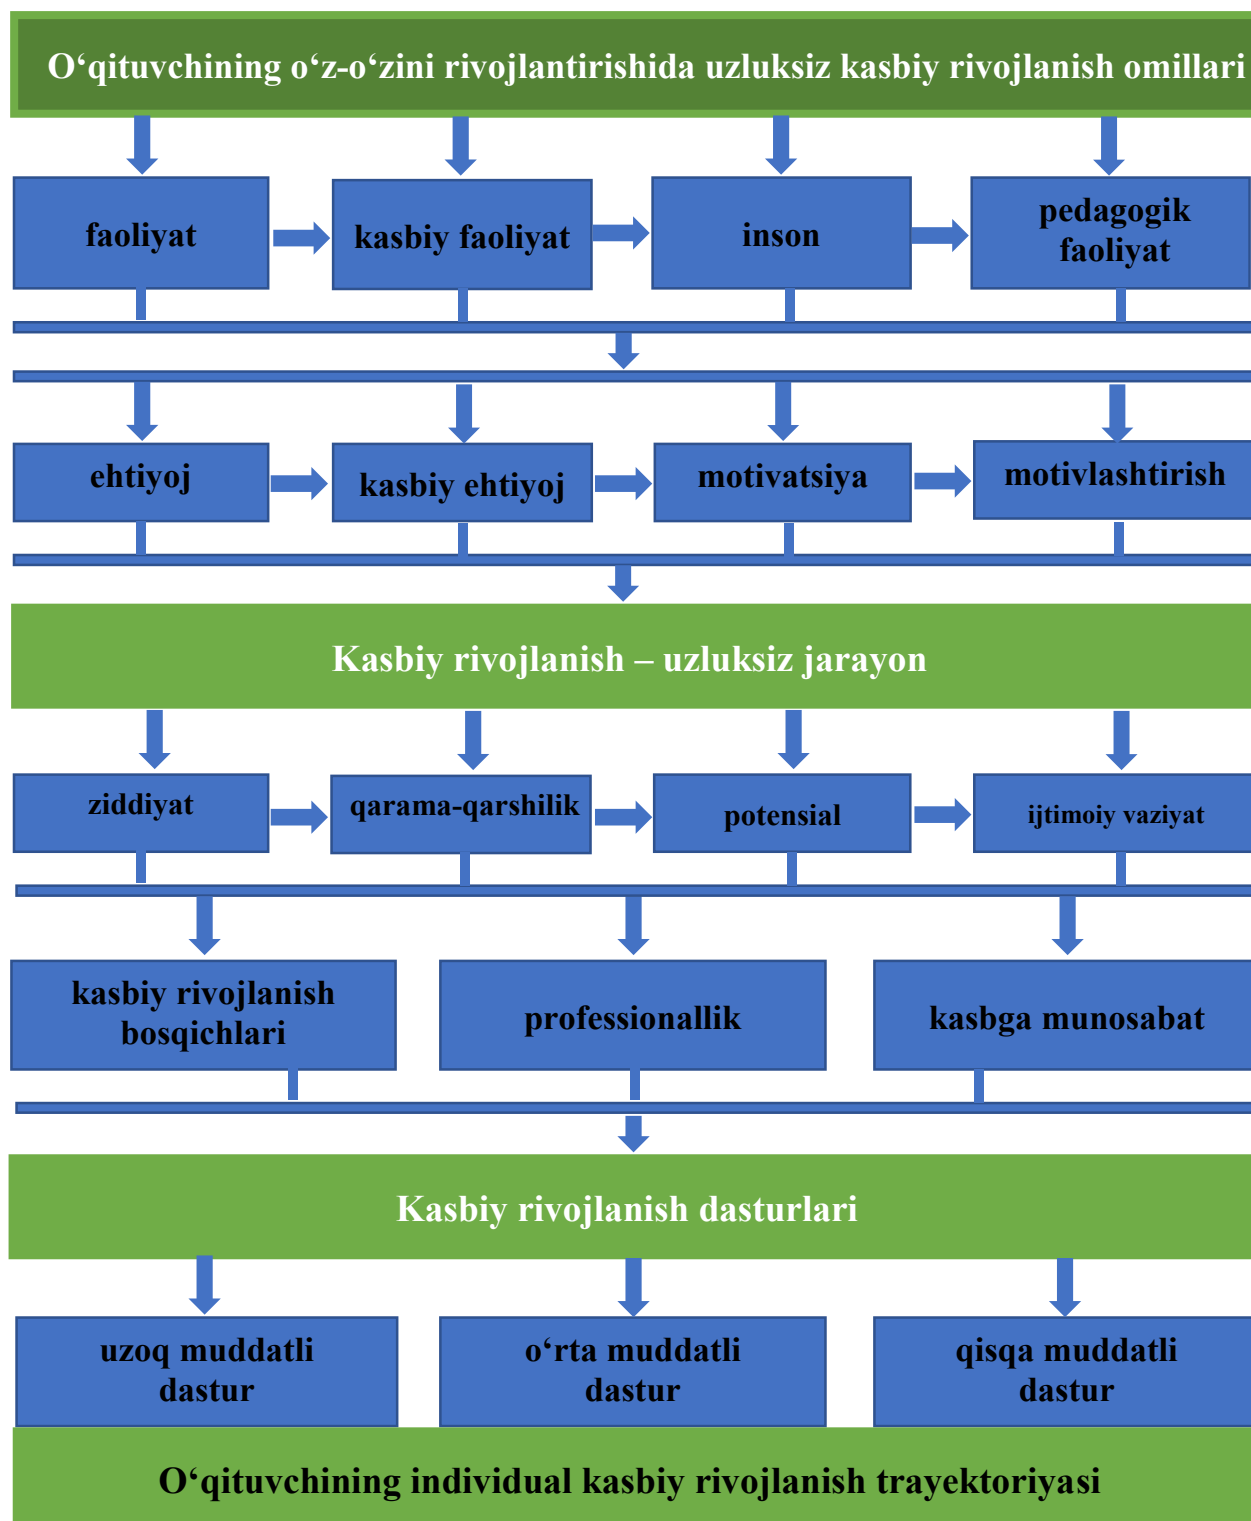 O‘qituvchining o‘z-o‘zini rivojlantirishida uzluksiz kasbiy rivojlanish omillari
faoliyat
kasbiy faoliyat
inson
pedagogik
faoliyat
ehtiyoj
kasbiy ehtiyoj
motivatsiya
motivlashtirish
Kasbiy rivojlanish – uzluksiz jarayon
ziddiyat
qarama-qarshilik
potensial
ijtimoiy vaziyat
kasbiy rivojlanish
bosqichlari
professionallik
kasbga munosabat
Kasbiy rivojlanish dasturlari
uzoq muddatli
dastur
o‘rta muddatli
dastur
qisqa muddatli
dastur
O‘qituvchining individual kasbiy rivojlanish trayektoriyasi